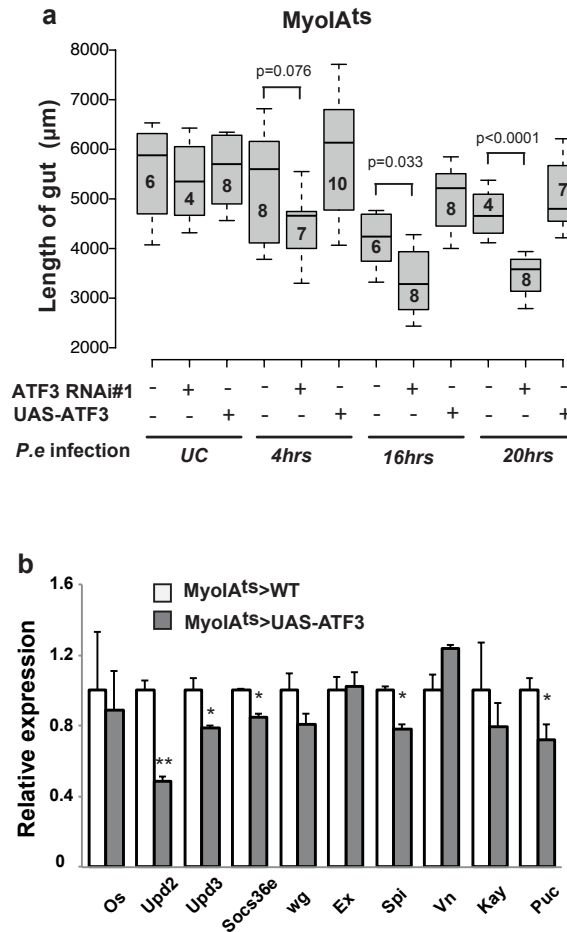 a
MyoIAts
Length of gut (µm)
8000
7000
6000
5000
4000
3000
2000
p=0.076
p=0.033
p<0.0001
6 4 8 8 7 10 6 8 8 4 8 7
ATF3 RNAi#1 - + - - + - - + - - + -
UAS-ATF3 - - + - - + - - + - - +
P.e infection UC 4hrs 16hrs 20hrs
b
MyoIAts>WT
MyoIAts>UAS-ATF3
Relative expression
1.6
1.2
0.8
0.4
0
** * * * *
Os Upd2 Upd3 Socs36e wg Ex Spi Vn Kay Puc